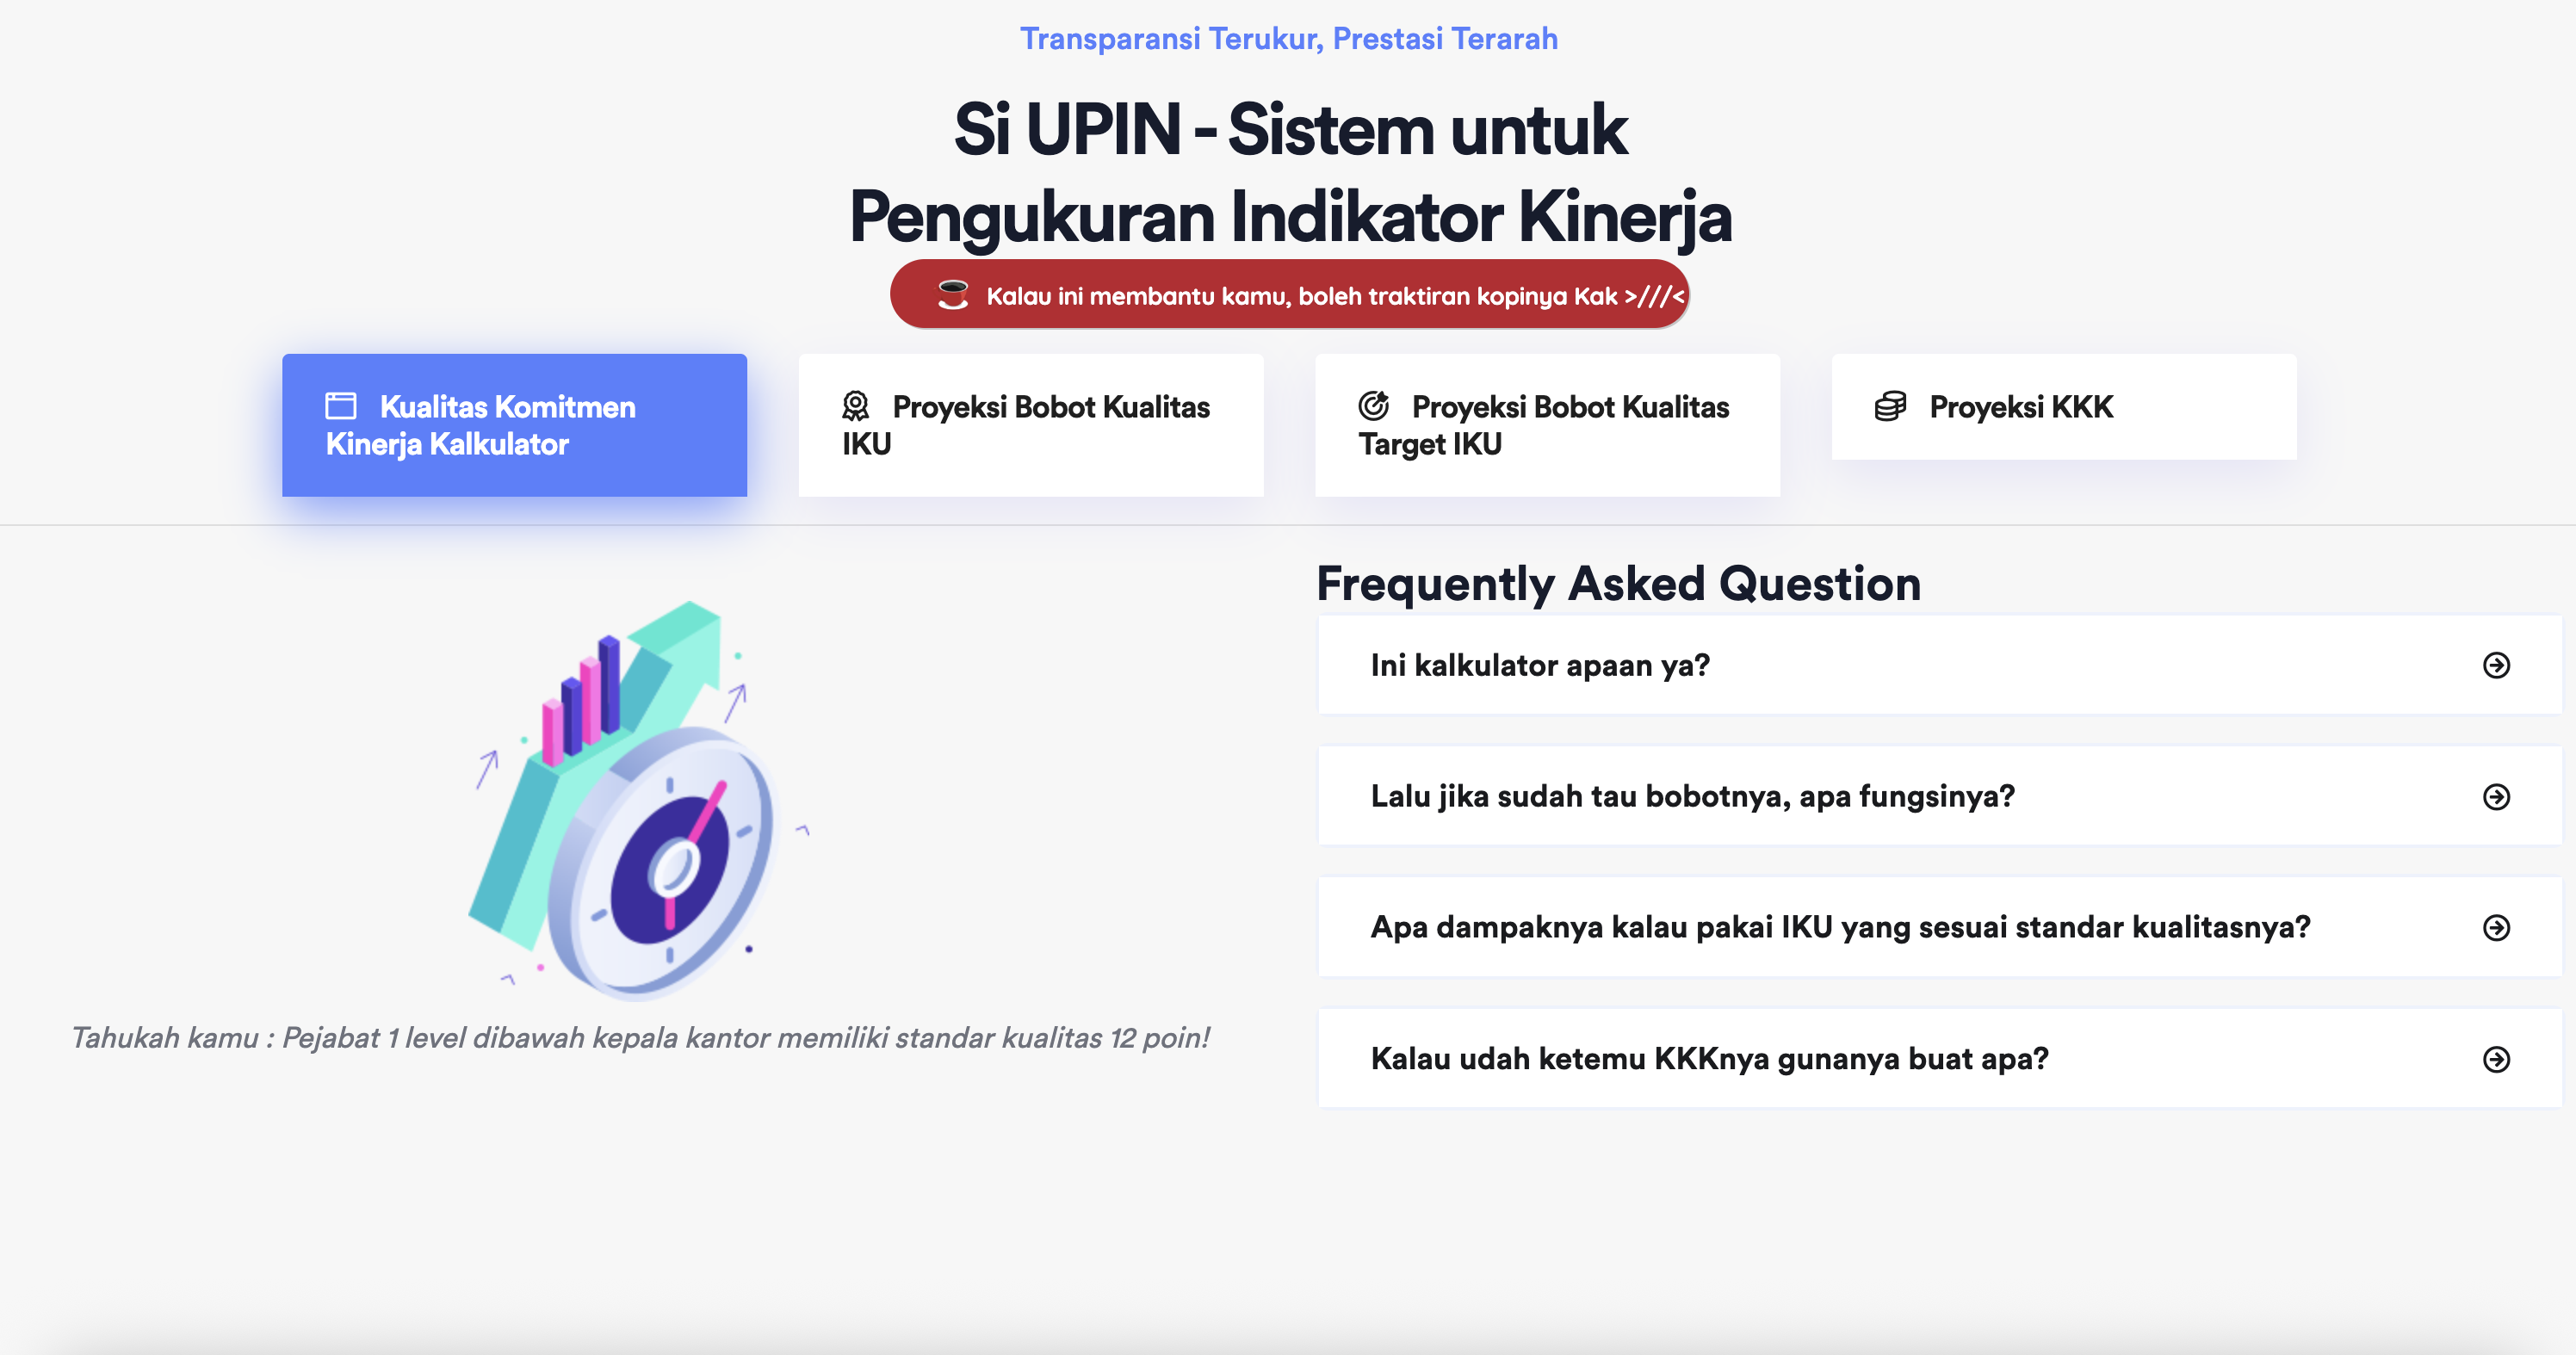 Transparansi Terukur, Prestasi Terarah
Si UPIN - Sistem untuk
Pengukuran Indikator Kinerja
Kalau ini membantu kamu, boleh traktiran kopinya Kak >///<
Kualitas Komitmen
Kinerja Kalkulator
Proyeksi Bobot Kualitas
IKU
Proyeksi Bobot Kualitas
Target IKU
Proyeksi KKK
Tahukah kamu : Pejabat 1 level dibawah kepala kantor memiliki standar kualitas 12 poin!
Frequently Asked Question
Ini kalkulator apaan ya?
Lalu jika sudah tau bobotnya, apa fungsinya?
Apa dampaknya kalau pakai IKU yang sesuai standar kualitasnya?
Kalau udah ketemu KKKnya gunanya buat apa?